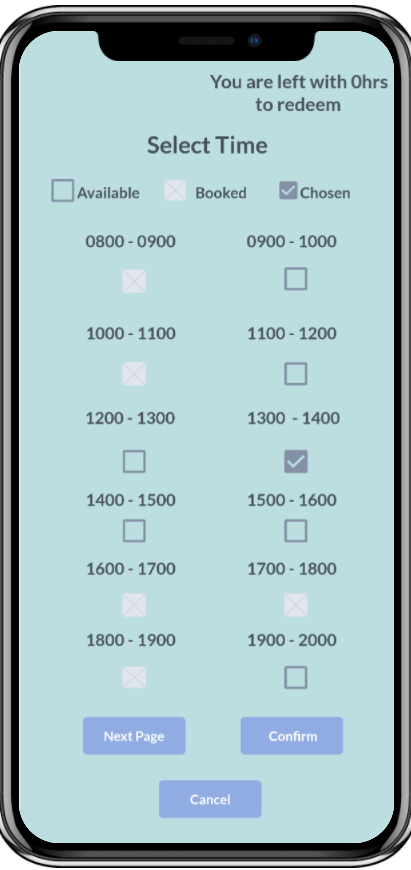 You are left with 0hrs
to redeem
Select Time
Available Booked Chosen
0800 - 0900 0900 - 1000
1000 - 1100 1100 - 1200
1200 - 1300 1300 - 1400
1400 - 1500 1500 - 1600
1600 - 1700 1700 - 1800
1800 - 1900 1900 - 2000
Next Page Confirm
Cancel